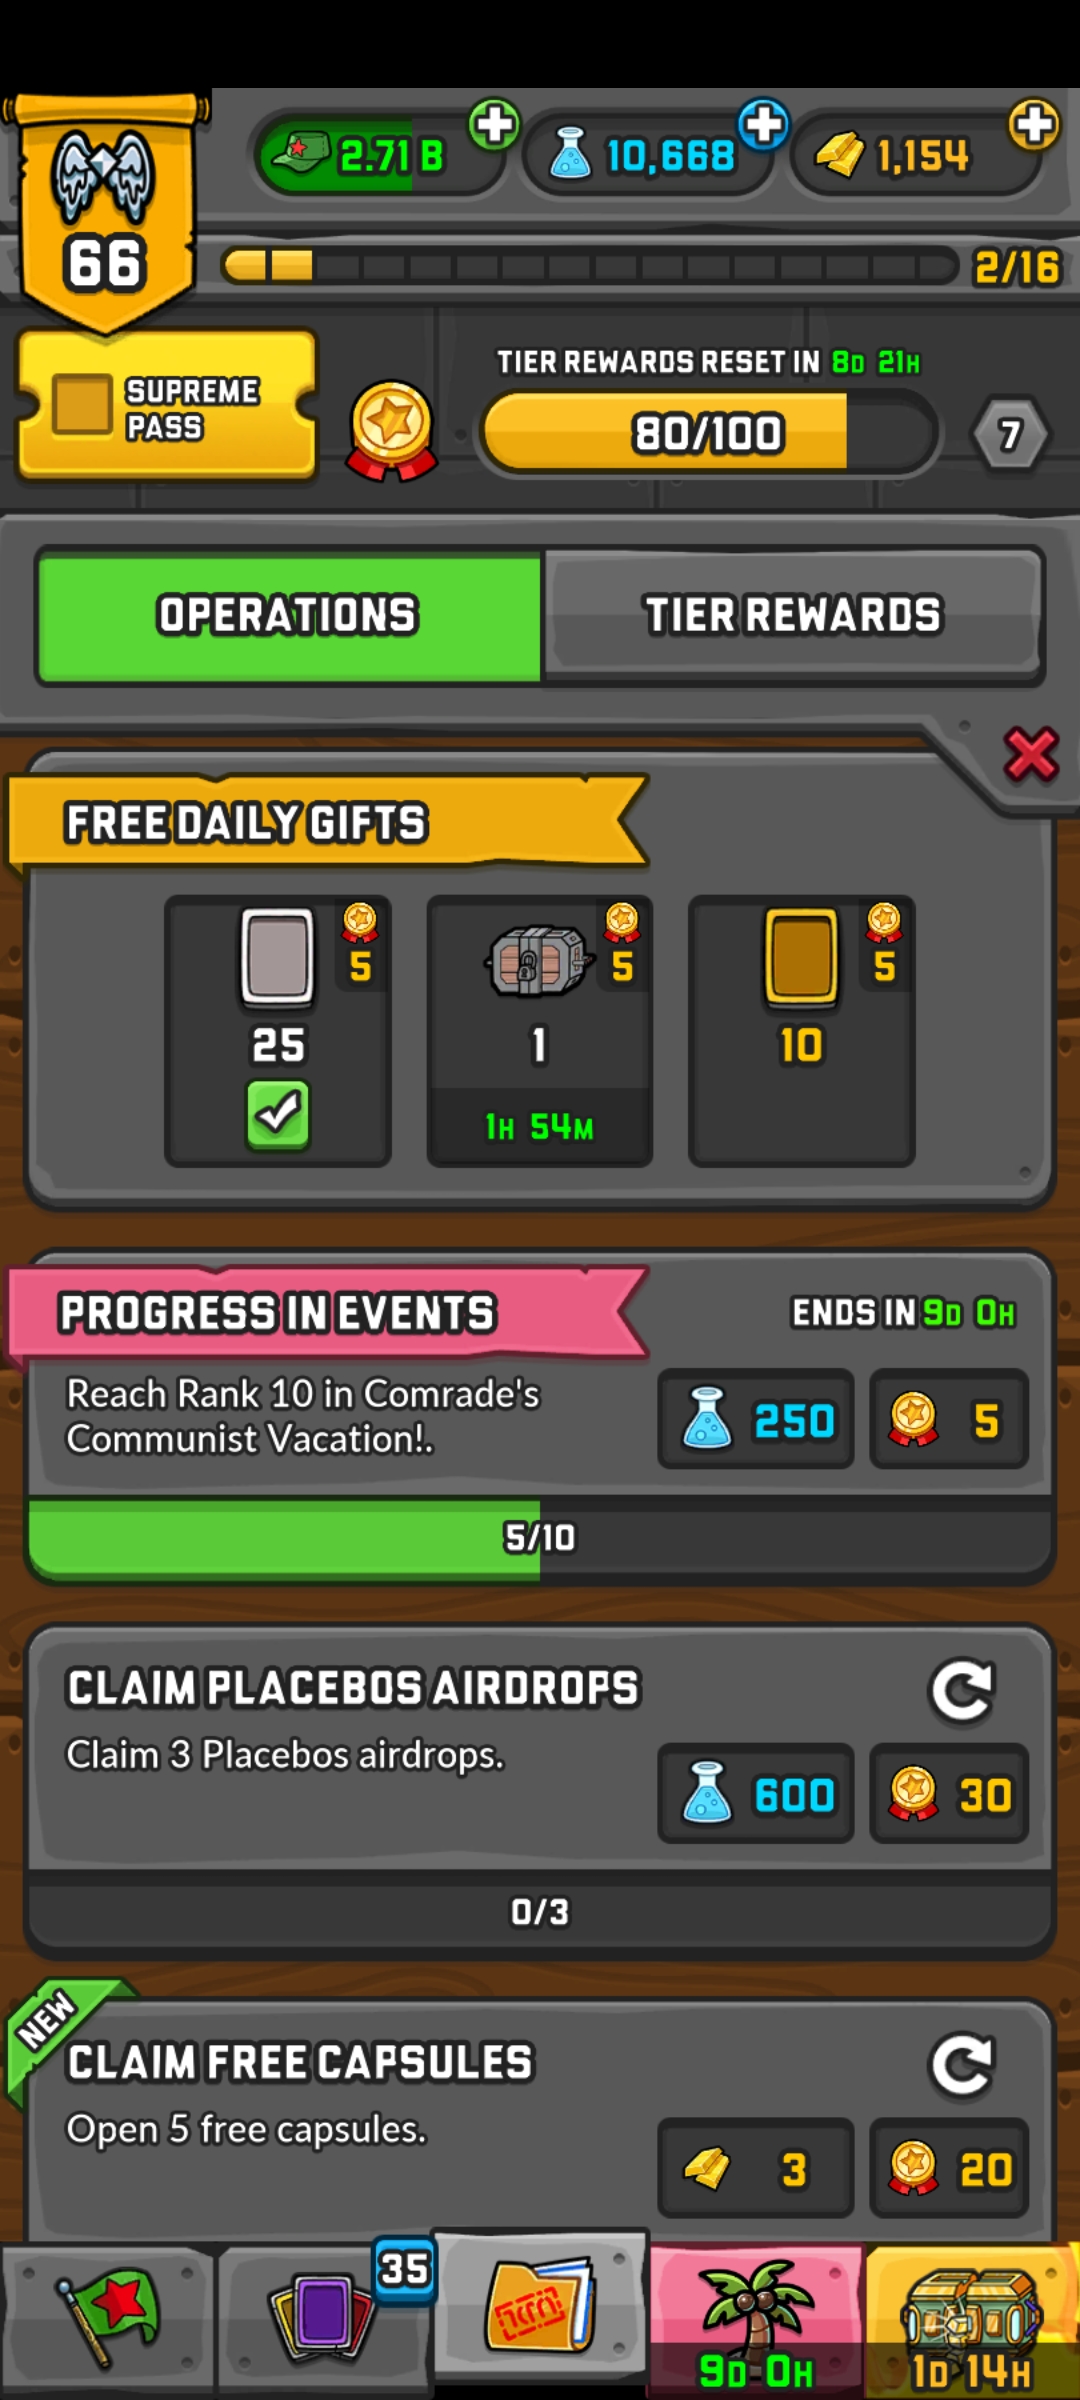 2.71 B
10,668
1,154
66
2/16
SUPREME
PASS
TIER REWARDS RESET IN 8D 21H
80/100
7
OPERATIONS
TIER REWARDS
FREE DAILY GIFTS
5
5
5
25
1
10
1H 54M
PROGRESS IN EVENTS
ENDS IN 9D 0H
Reach Rank 10 in Comrade's
Communist Vacation!.
250
5
5/10
CLAIM PLACEBOS AIRDROPS
Claim 3 Placebos airdrops.
600
30
0/3
NEW
CLAIM FREE CAPSULES
Open 5 free capsules.
3
20
35
9D 0H
1D 14H